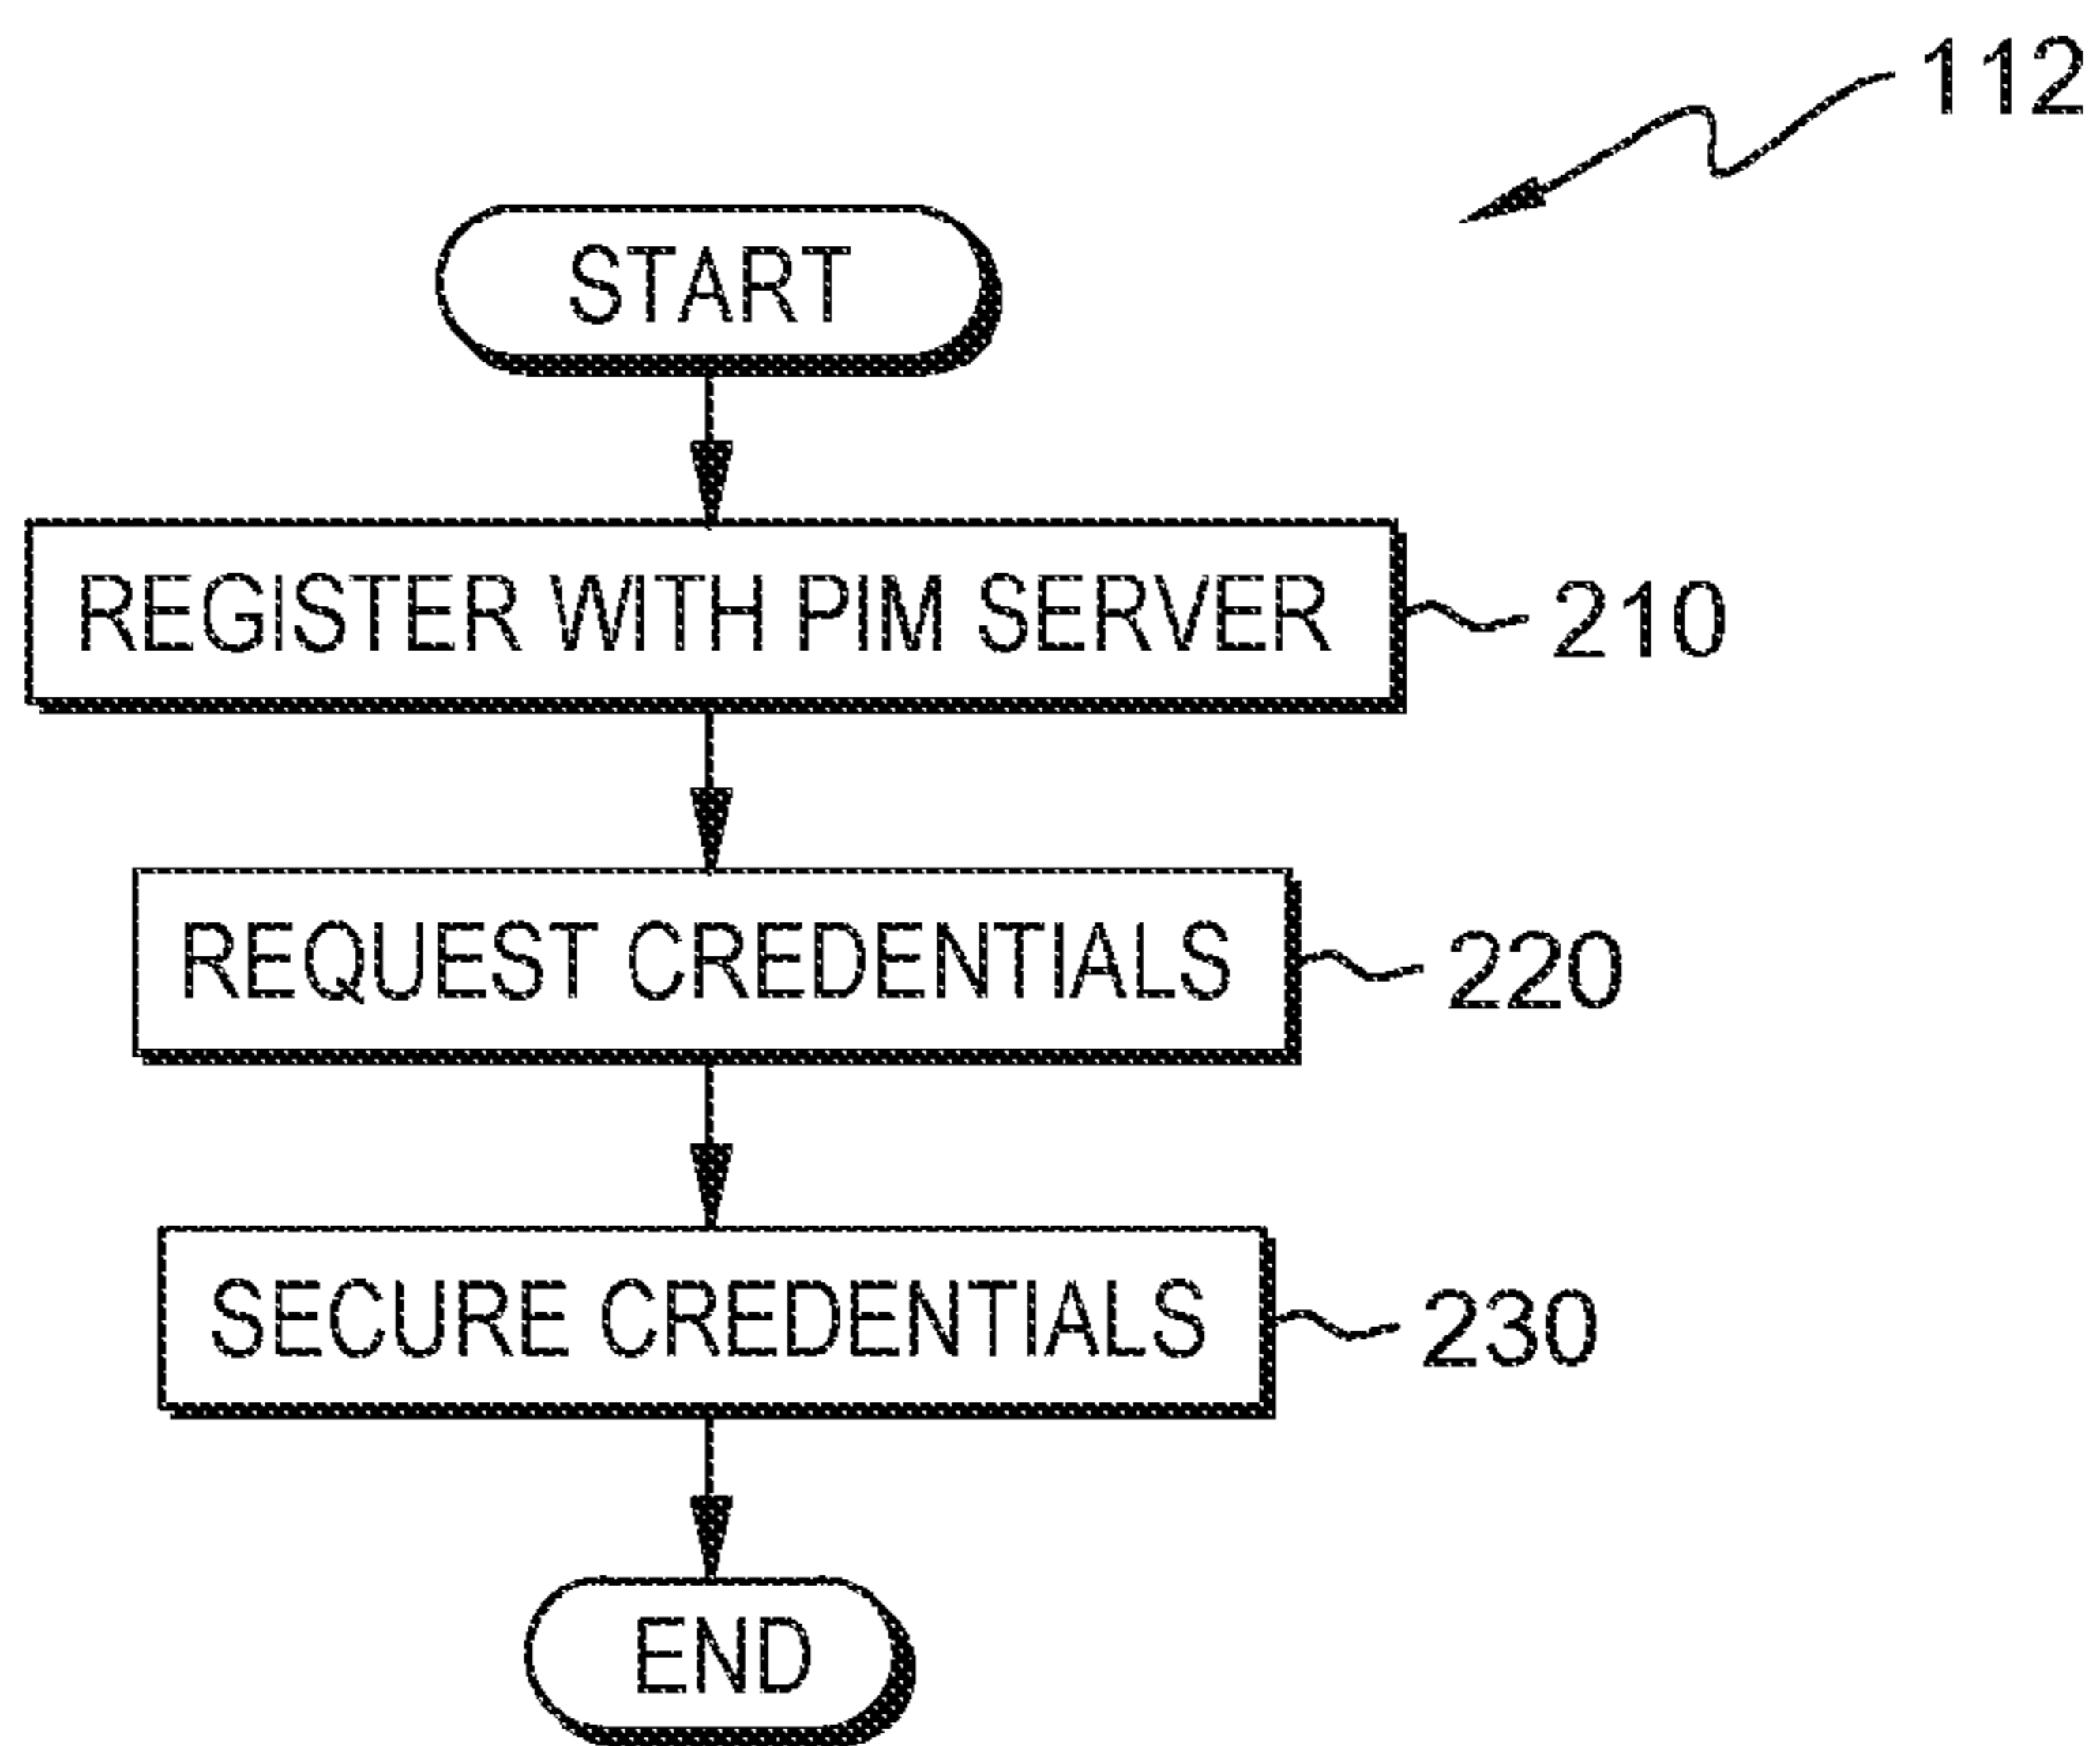 112
START
REGISTER WITH PIM SERVER
210
REQUEST CREDENTIALS
220
SECURE CREDENTIALS
230
END